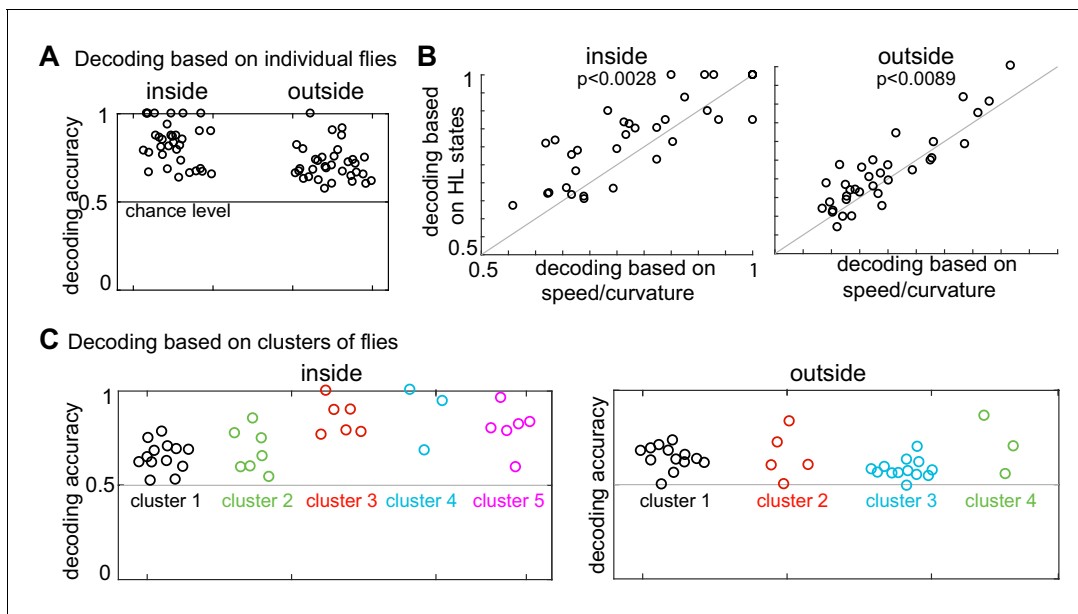 A Decoding based on individual flies
inside outside
decoding accuracy
1
0.5
0
chance level
B
inside
p<0.0028
outside
p<0.0089
decoding based
on HL states
1
0.5
0.5
1
decoding based on
speed/curvature
decoding based on
speed/curvature
C Decoding based on clusters of flies
inside
decoding accuracy
1
0.5
0
cluster 1 cluster 2 cluster 3 cluster 4 cluster 5
outside
decoding accuracy
cluster 1 cluster 2 cluster 3 cluster 4